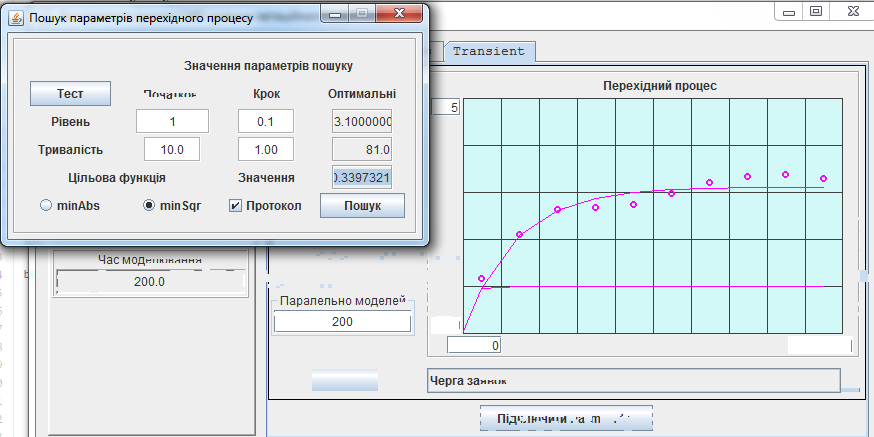 Пошук параметрів перехідного процесу
Значення параметрів пошуку
Тест
Початок
Крок
Оптимальні
Рівень
1
0.1
3.1000000
Тривалість
10.0
1.00
81.0
Цільова функція
Значення
0.3397321
minAbs
minSqr
Протокол
Пошук
Час моделювання
200.0
Transient
Перехідний процес
5
Паралельно моделей
200
0
Черга заявок
Підключити